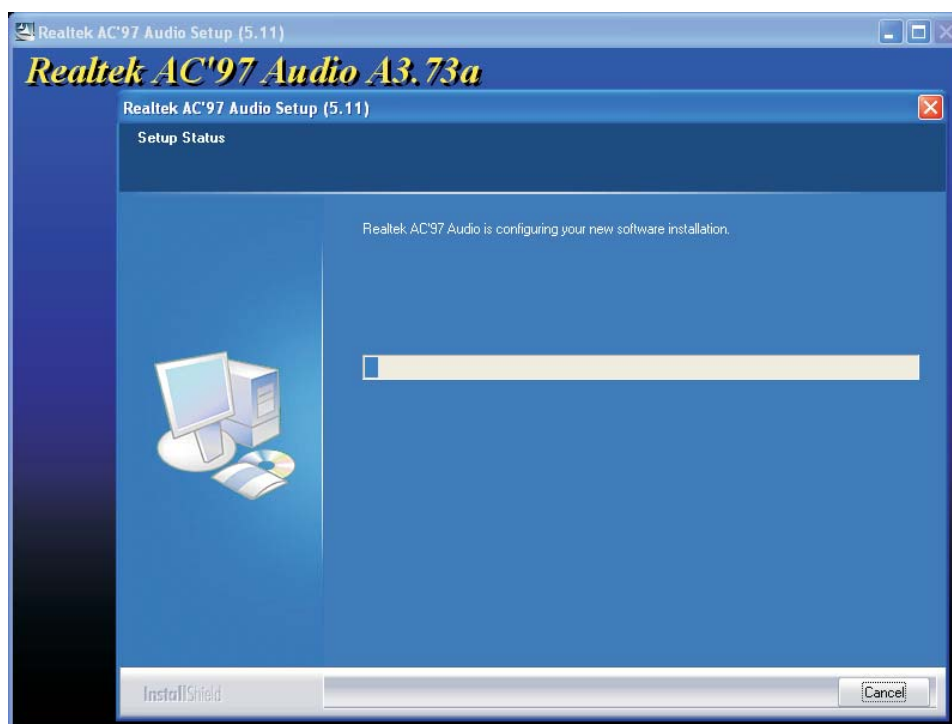 Realtek AC'97 Audio Setup (5.11)
Realtek AC'97 Audio A3.73a
Realtek AC'97 Audio Setup (5.11)
Setup Status
Realtek AC'97 Audio is configuring your new software installation.
InstallShield
Cancel